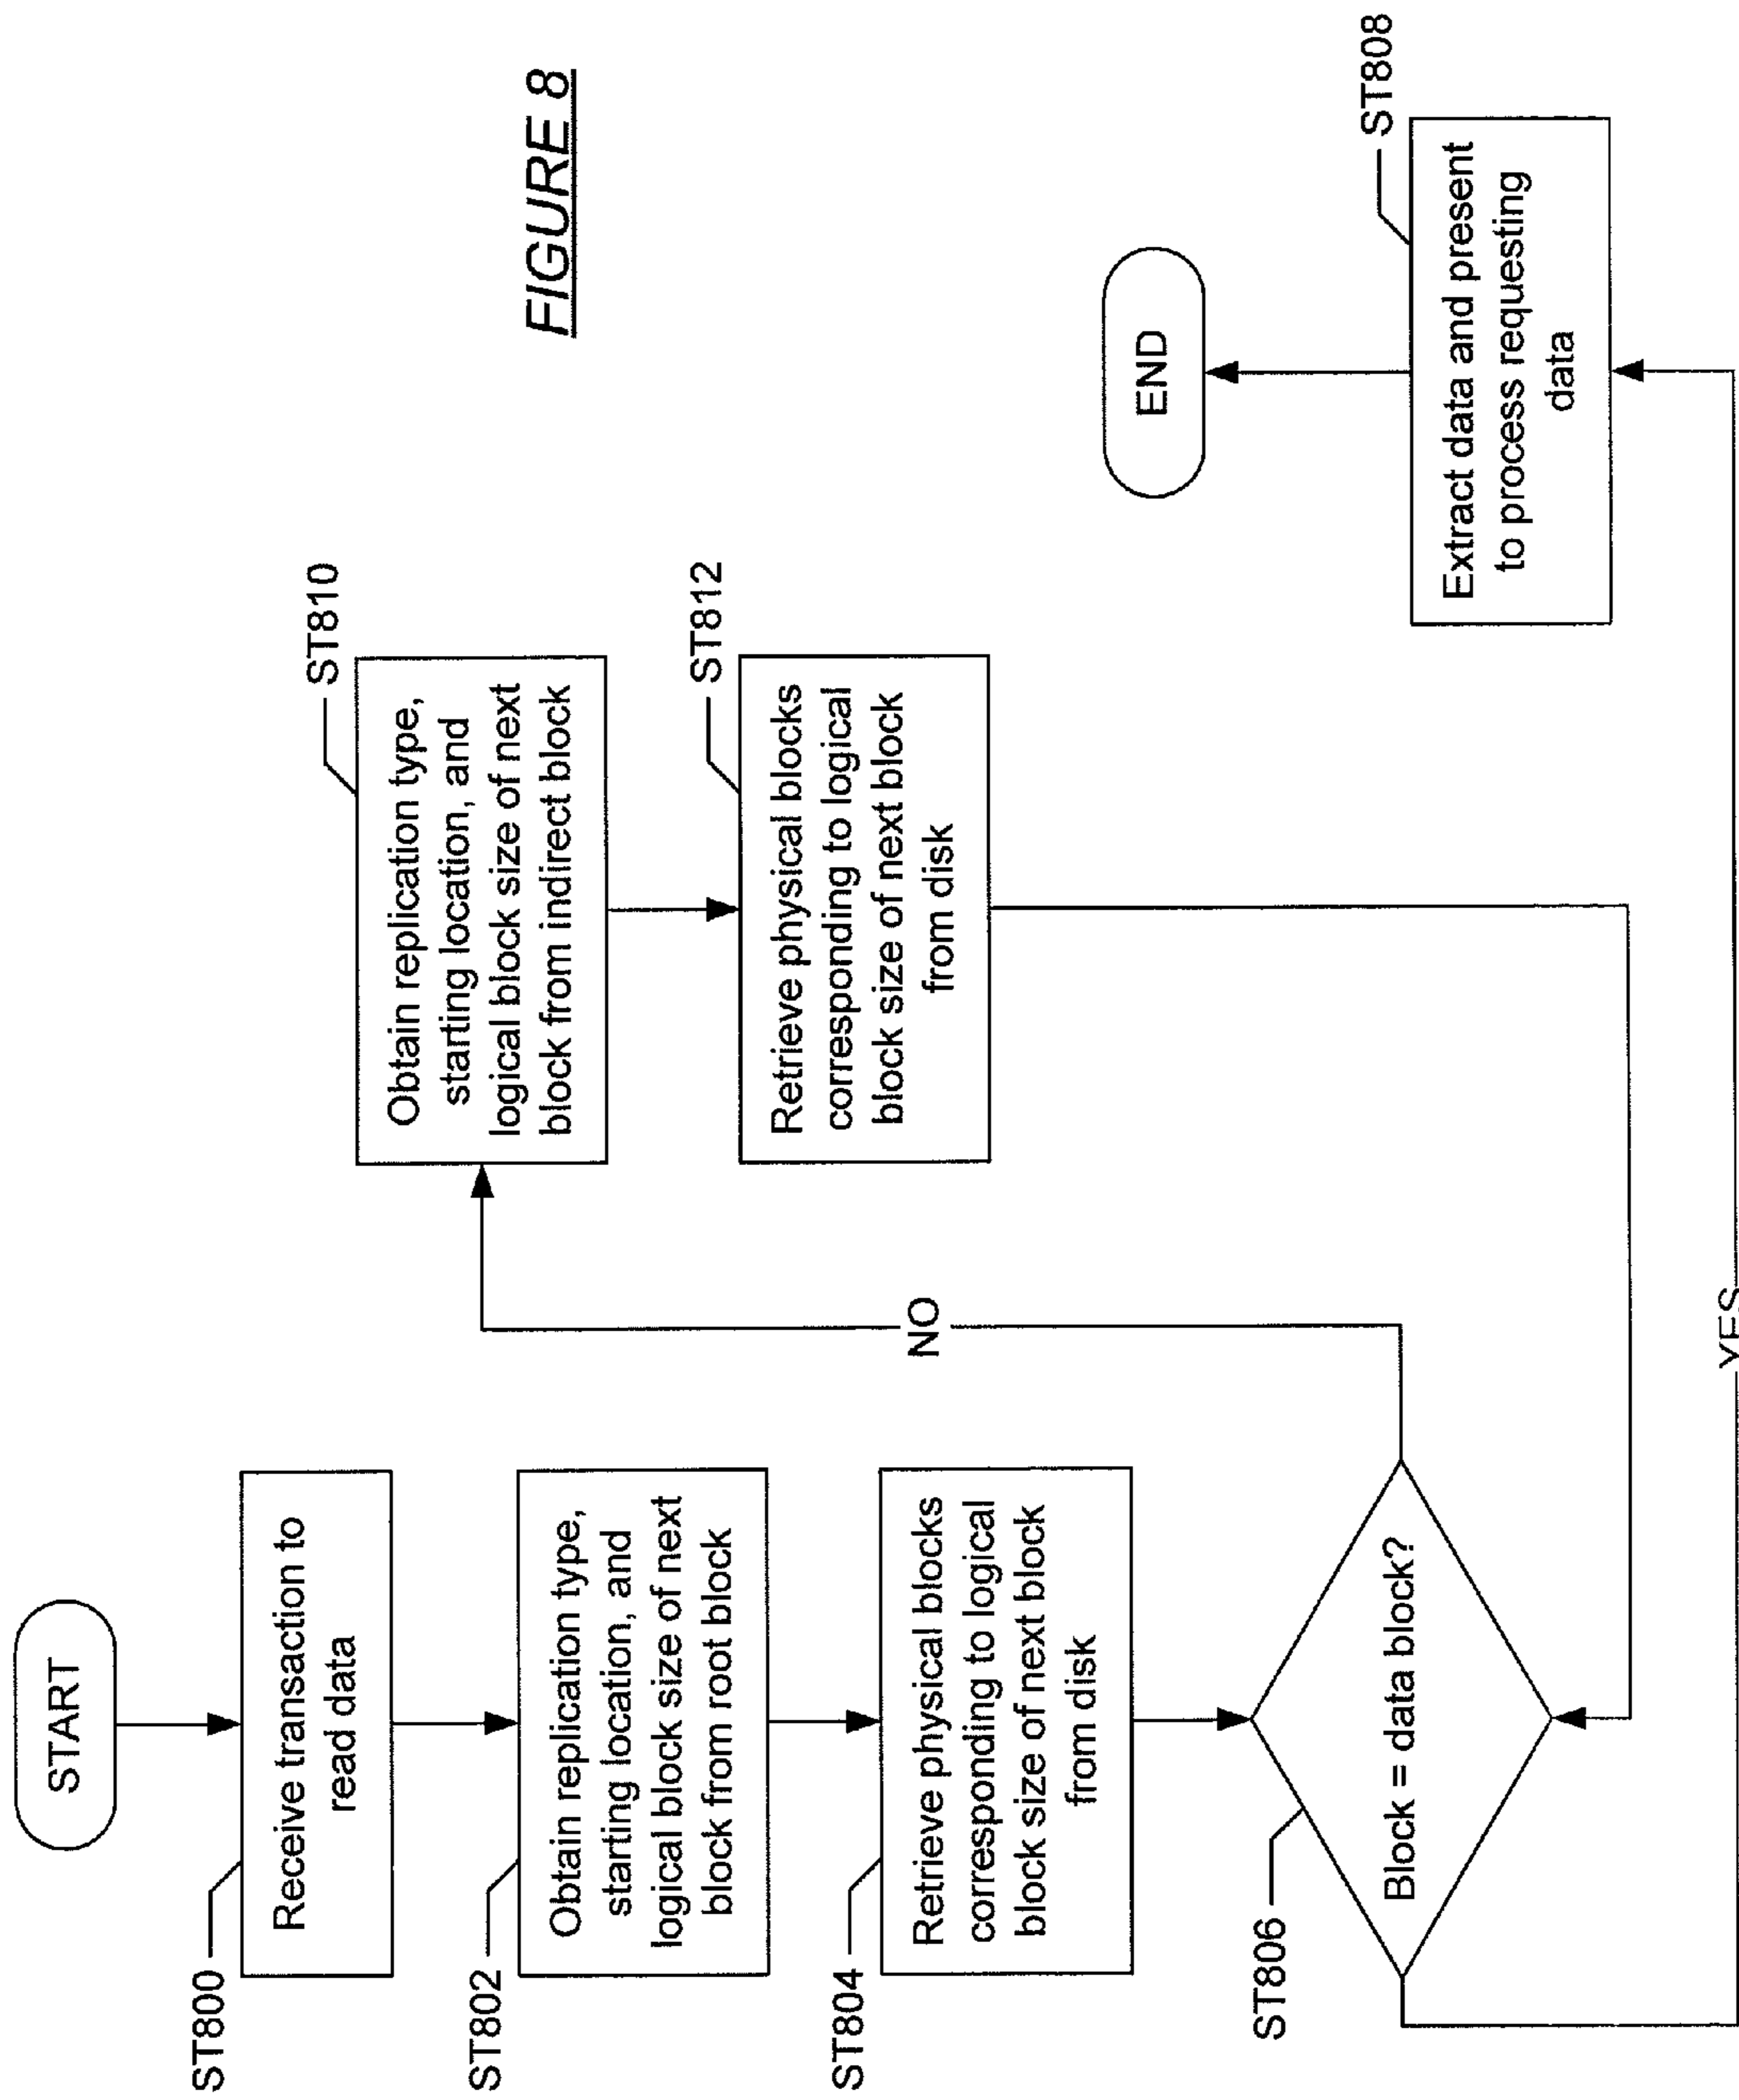 START
ST800
Receive transaction to
read data
ST802
Obtain replication type,
starting location, and
logical block size of next
block from root block
ST804
Retrieve physical blocks
corresponding to logical
block size of next block
from disk
ST806
Block = data block?
NO
YES
ST810
Obtain replication type,
starting location, and
logical block size of next
block from indirect block
ST812
Retrieve physical blocks
corresponding to logical
block size of next block
from disk
ST808
Extract data and present
to process requesting
data
END
FIGURE 8